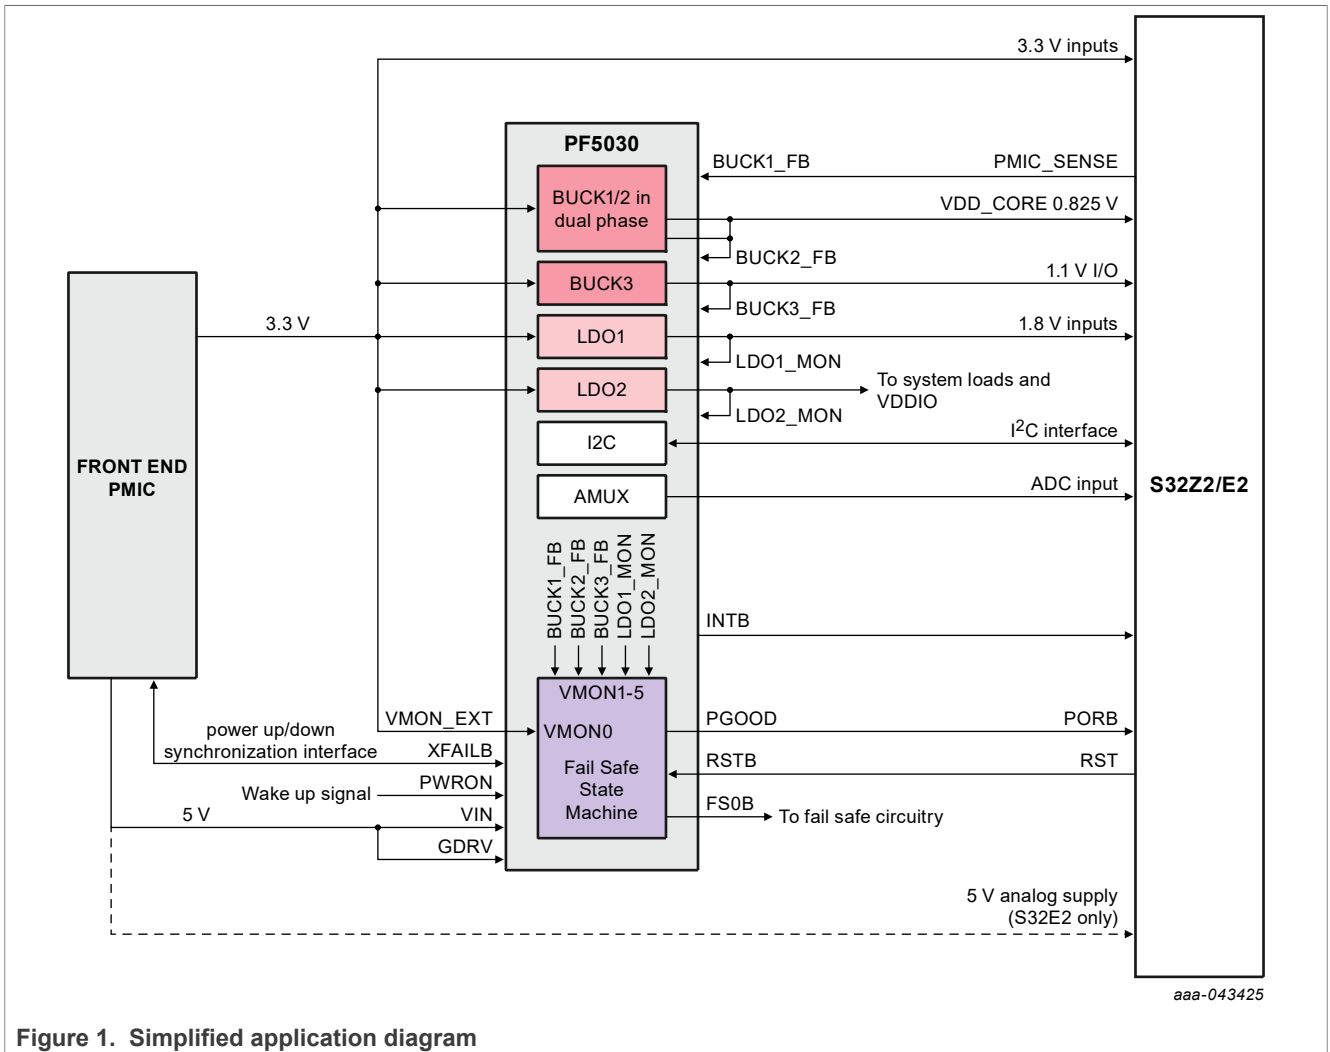 3.3 V inputs
PF5030
BUCK1_FB
PMIC_SENSE
BUCK1/2 in
dual phase
VDD_CORE 0.825 V
BUCK2_FB
BUCK3
1.1 V I/O
BUCK3_FB
3.3 V
LDO1
1.8 V inputs
LDO1_MON
LDO2
To system loads and
VDDIO
LDO2_MON
I2C
I2C interface
FRONT END
PMIC
AMUX
ADC input
S32Z2/E2
BUCK1_FB
BUCK2_FB
BUCK3_FB
LDO1_MON
LDO2_MON
INTB
VMON1-5
VMON_EXT
VMON0
PGOOD
PORB
power up/down
synchronization interface
XFAILB
Fail Safe
State
Machine
RSTB
RST
Wake up signal
PWRON
FS0B
To fail safe circuitry
5 V
VIN
GDRV
5 V analog supply
(S32E2 only)
aaa-043425
Figure 1. Simplified application diagram